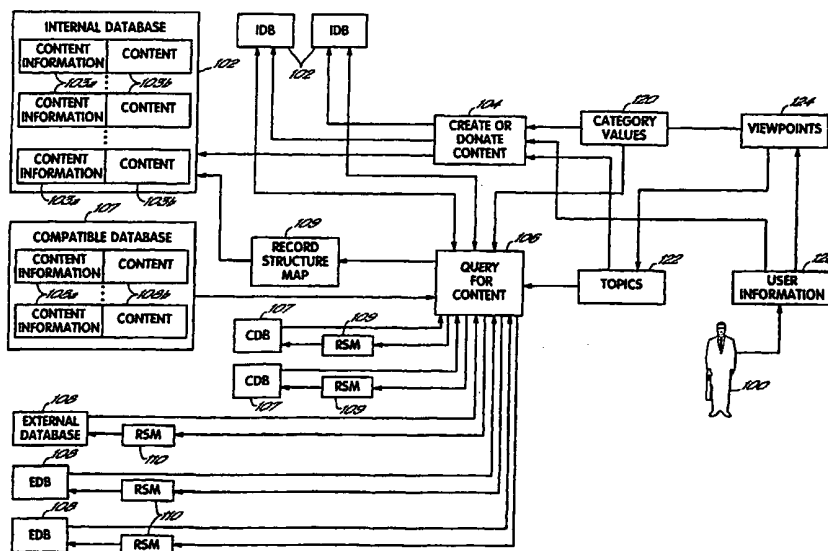 INTERNAL DATABASE
CONTENT INFORMATION
CONTENT
103a
103b
CONTENT INFORMATION
CONTENT
CONTENT INFORMATION
CONTENT
103a
103b
102
IDB
IDB
102
104
CREATE OR DONATE CONTENT
120
CATEGORY VALUES
124
VIEWPOINTS
107
COMPATIBLE DATABASE
CONTENT INFORMATION
CONTENT
108a
108b
CONTENT INFORMATION
CONTENT
109
RECORD STRUCTURE MAP
106
QUERY FOR CONTENT
TOPICS
122
USER INFORMATION
100
107
CDB
109
RSM
CDB
107
RSM
109
108
EXTERNAL DATABASE
RSM
110
108
EDB
RSM
110
108
EDB
RSM